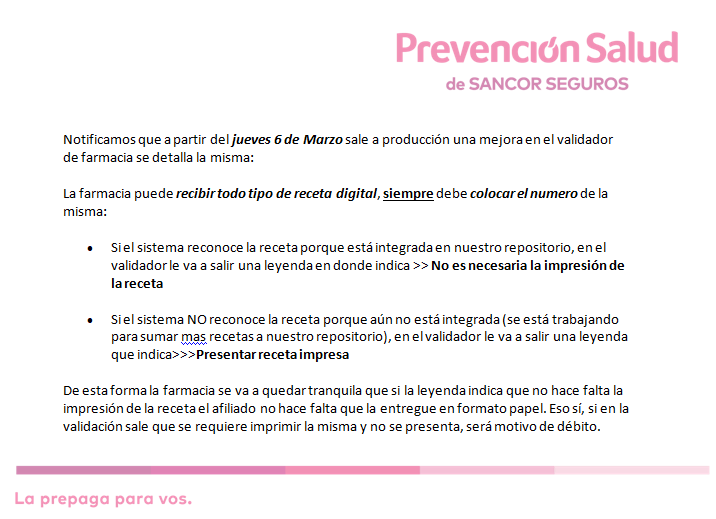 Prevención Salud
de SANCOR SEGUROS
Notificamos que a partir del jueves 6 de Marzo sale a producción una mejora en el validador
de farmacia se detalla la misma:
La farmacia puede recibir todo tipo de receta digital, siempre debe colocar el numero de la
misma:
• Si el sistema reconoce la receta porque está integrada en nuestro repositorio, en el
validador le va a salir una leyenda en donde indica >> No es necesaria la impresión de
la receta
• Si el sistema NO reconoce la receta porque aún no está integrada (se está trabajando
para sumar mas recetas a nuestro repositorio), en el validador le va a salir una leyenda
que indica>>>Presentar receta impresa
De esta forma la farmacia se va a quedar tranquila que si la leyenda indica que no hace falta la
impresión de la receta el afiliado no hace falta que la entregue en formato papel. Eso sí, si en la
validación sale que se requiere imprimir la misma y no se presenta, será motivo de débito.
La prepaga para vos.